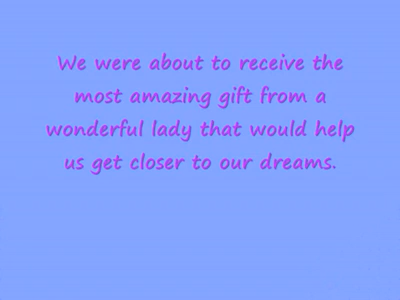 We were about to receive the
most amazing gift from a
wonderful lady that would help
us get closer to our dreams.